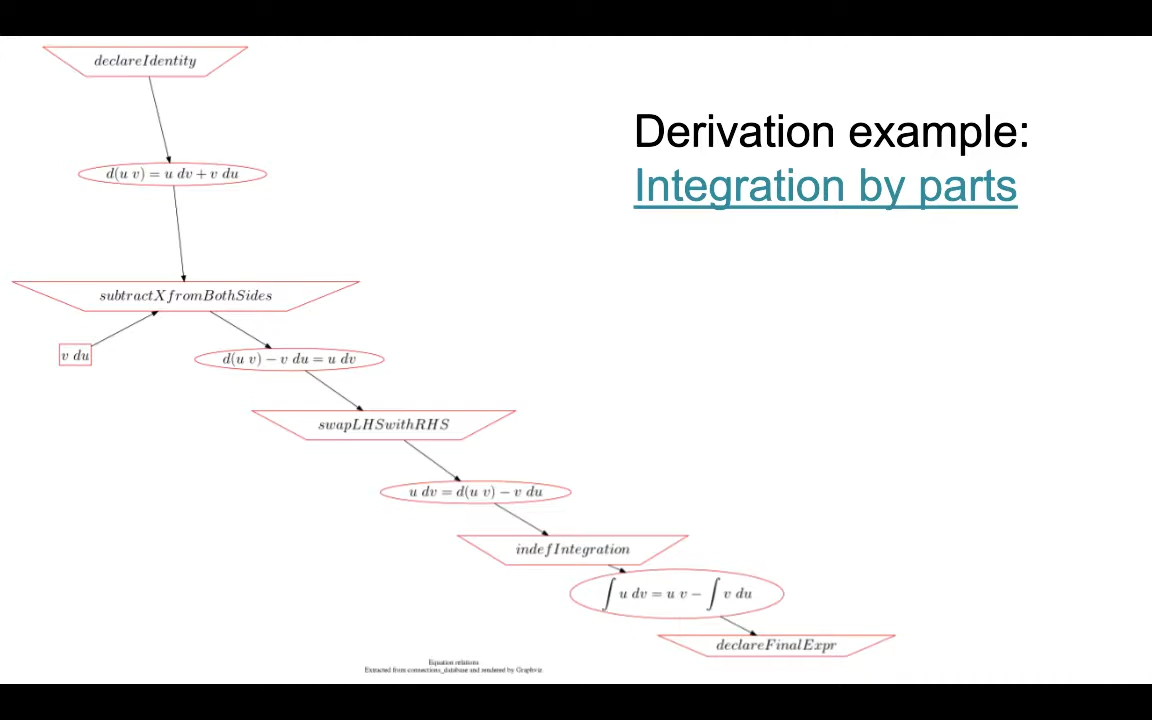 declareIdentity
Derivation example:
Integration by parts
d(u v) = u dv + v du
subtractXfromBothSides
v du
d(u v) − v du = u dv
swapLHSwithRHS
u dv = d(u v) − v du
indefIntegration
∫ u dv = u v − ∫ v du
declareFinalExpr
Equation relations
Extracted from connections_database and rendered by Graphviz